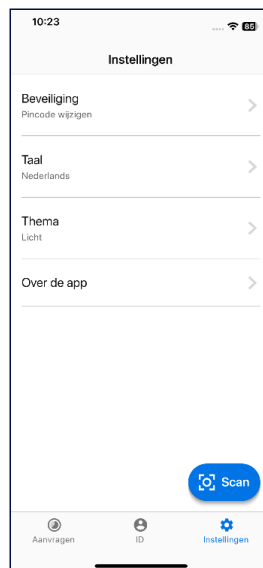 10:23
85
Instellingen
Beveiliging
Pincode wijzigen
Taal
Nederlands
Thema
Licht
Over de app
Scan
Aanvragen
ID
Instellingen